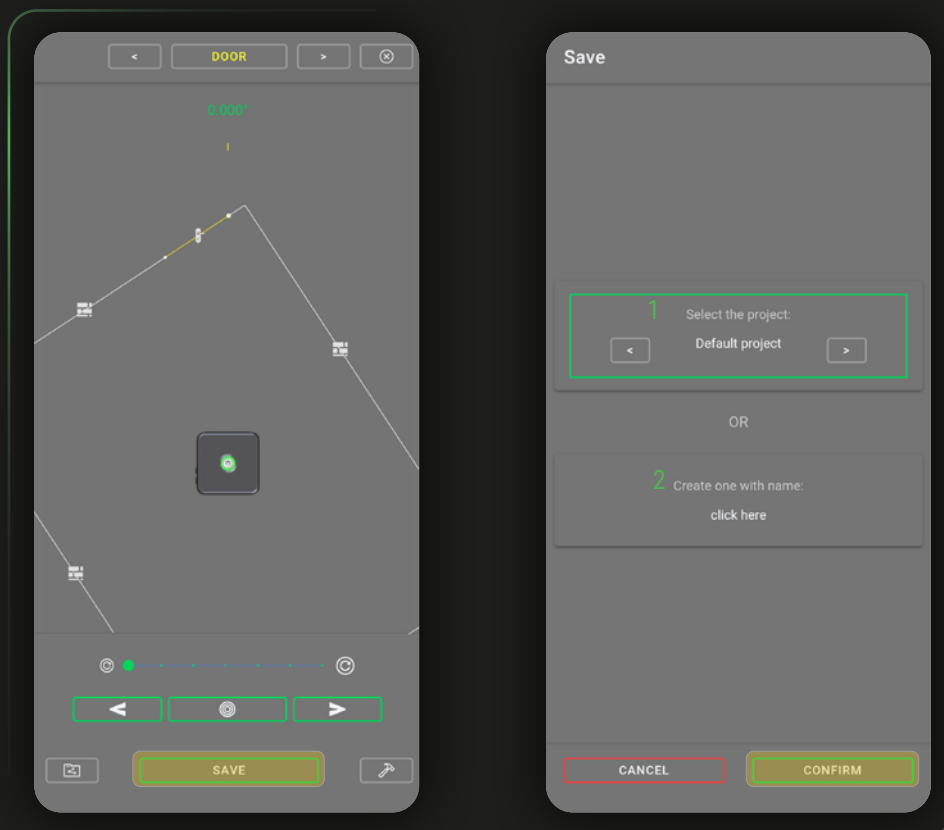 < DOOR >
0.000°
SAVE
Save
1 Select the project:
< Default project >
OR
2 Create one with name:
click here
CANCEL CONFIRM